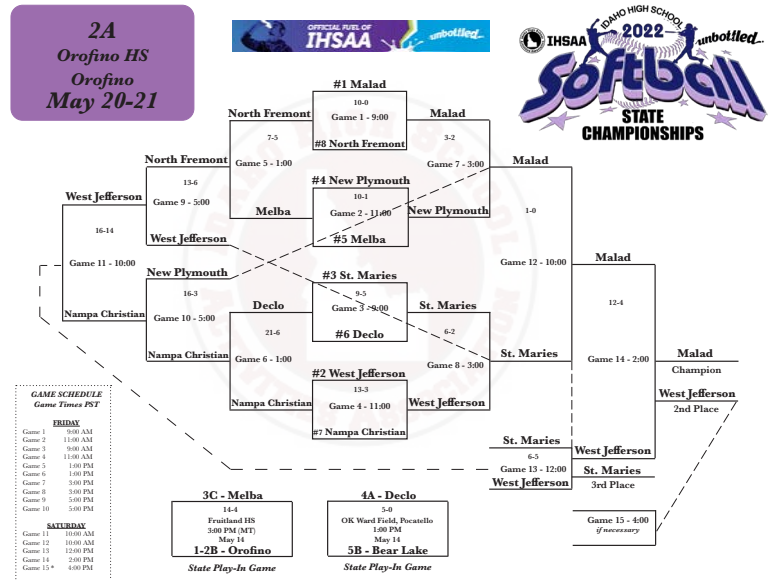 2A
Orofino HS
Orofino
May 20-21
OFFICIAL FUEL OF
IHSAA
unbottled...
IHSAA
IDAHO HIGH SCHOOL
2022
unbottled...
Softball
STATE
CHAMPIONSHIPS
#1 Malad
10-0
Game 1 - 9:00
#8 North Fremont
North Fremont
7-5
Game 5 - 1:00
Melba
Malad
3-2
Game 7 - 3:00
New Plymouth
#4 New Plymouth
10-1
Game 2 - 11:00
#5 Melba
North Fremont
13-6
Game 9 - 5:00
West Jefferson
West Jefferson
16-14
Game 11 - 10:00
Nampa Christian
New Plymouth
16-3
Game 10 - 5:00
Nampa Christian
#3 St. Maries
9-5
Game 3 - 9:00
#6 Declo
Declo
21-6
Game 6 - 1:00
Nampa Christian
St. Maries
6-2
Game 8 - 3:00
West Jefferson
#2 West Jefferson
13-3
Game 4 - 11:00
#7 Nampa Christian
Malad
1-0
Game 12 - 10:00
St. Maries
Malad
12-4
Game 14 - 2:00
West Jefferson
Malad
Champion
West Jefferson
2nd Place
St. Maries
6-5
Game 13 - 12:00
West Jefferson
St. Maries
3rd Place
Game 15 - 4:00
if necessary
GAME SCHEDULE
Game Times PST
FRIDAY
Game 1 9:00 AM
Game 2 11:00 AM
Game 3 9:00 AM
Game 4 11:00 AM
Game 5 1:00 PM
Game 6 1:00 PM
Game 7 3:00 PM
Game 8 3:00 PM
Game 9 5:00 PM
Game 10 5:00 PM
SATURDAY
Game 11 10:00 AM
Game 12 10:00 AM
Game 13 12:00 PM
Game 14 2:00 PM
Game 15 * 4:00 PM
3C - Melba
14-4
Fruitland HS
3:00 PM (MT)
May 14
1-2B - Orofino
State Play-In Game
4A - Declo
5-0
OK Ward Field, Pocatello
1:00 PM
May 14
5B - Bear Lake
State Play-In Game